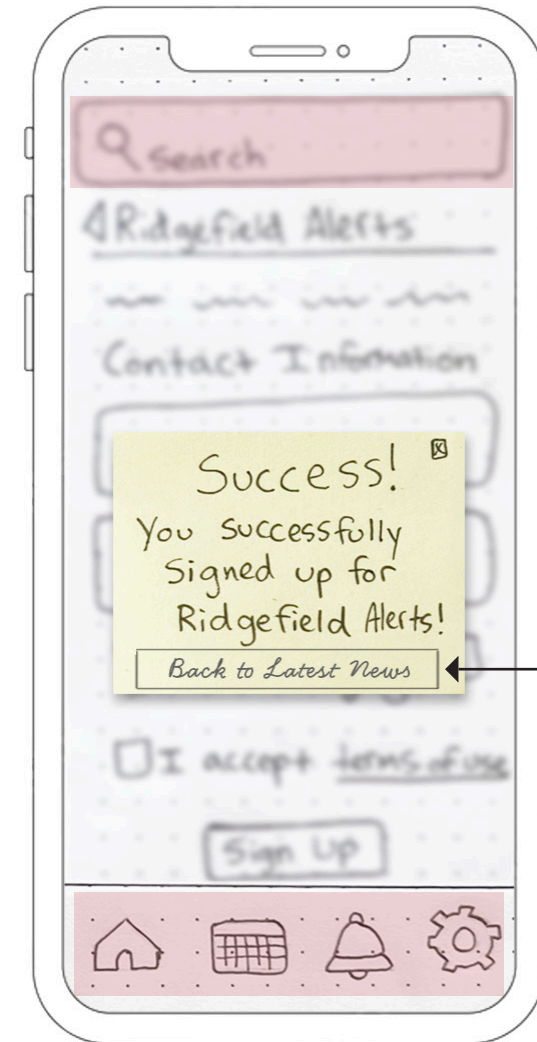 Search
Ridgefield Alerts
Contact Information
X
Success!
You successfully
Signed up for
Ridgefield Alerts!
Back to Latest News
I accept terms of use
Sign Up